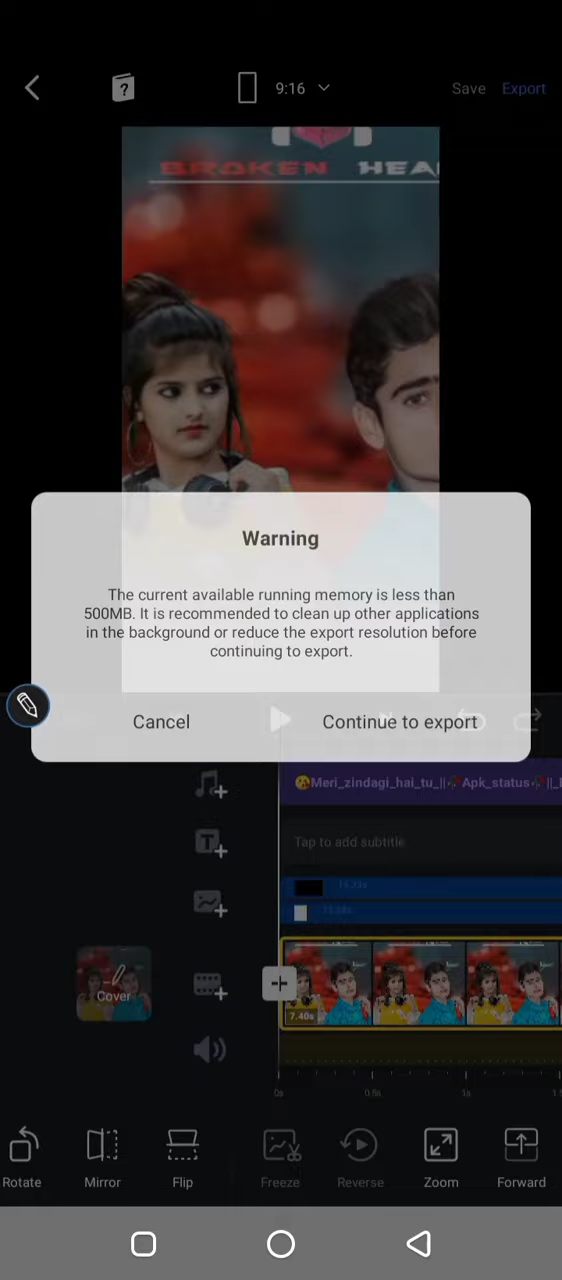 ?
9:16
Save
Export
BROKEN HEA
Warning
The current available running memory is less than
500MB. It is recommended to clean up other applications
in the background or reduce the export resolution before
continuing to export.
Cancel
Continue to export
😘Meri_zindagi_hai_tu_||🥀Apk_status🥀||_
Tap to add subtitle
Cover
7.40s
0s
0.5s
1s
Rotate
Mirror
Flip
Freeze
Reverse
Zoom
Forward